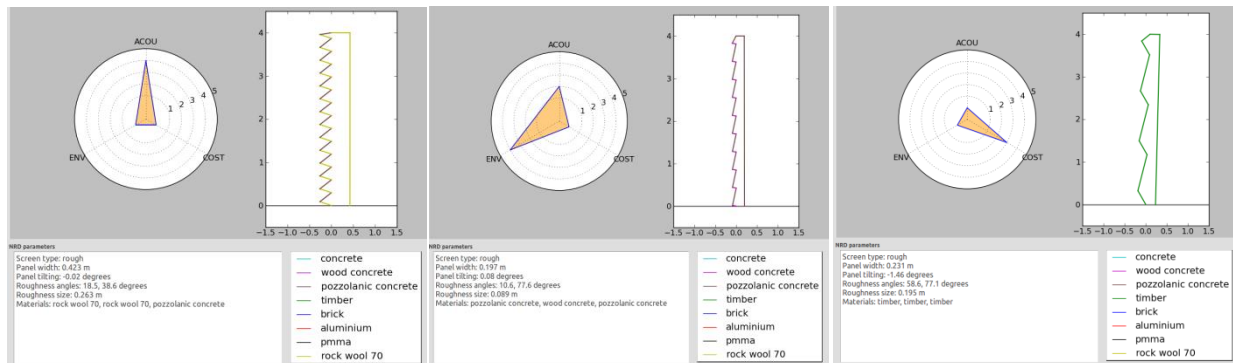 ACOU
1 2 3 4 5
ENV
COST
4
3
2
1
0
−1.5 −1.0 −0.5 0.0 0.5 1.0 1.5
NRD parameters
Screen type: rough
Panel width: 0.423 m
Panel tilting: -0.02 degrees
Roughness angles: 18.5, 38.6 degrees
Roughness size: 0.263 m
Materials: rock wool 70, rock wool 70, pozzolanic concrete
concrete
wood concrete
pozzolanic concrete
timber
brick
aluminium
pmma
rock wool 70
ACOU
1 2 3 4 5
ENV
COST
4
3
2
1
0
−1.5 −1.0 −0.5 0.0 0.5 1.0 1.5
NRD parameters
Screen type: rough
Panel width: 0.197 m
Panel tilting: 0.08 degrees
Roughness angles: 10.6, 77.6 degrees
Roughness size: 0.089 m
Materials: pozzolanic concrete, wood concrete, pozzolanic concrete
concrete
wood concrete
pozzolanic concrete
timber
brick
aluminium
pmma
rock wool 70
ACOU
1 2 3 4 5
ENV
COST
4
3
2
1
0
−1.5 −1.0 −0.5 0.0 0.5 1.0 1.5
NRD parameters
Screen type: rough
Panel width: 0.231 m
Panel tilting: -1.46 degrees
Roughness angles: 58.6, 77.1 degrees
Roughness size: 0.195 m
Materials: timber, timber, timber
concrete
wood concrete
pozzolanic concrete
timber
brick
aluminium
pmma
rock wool 70